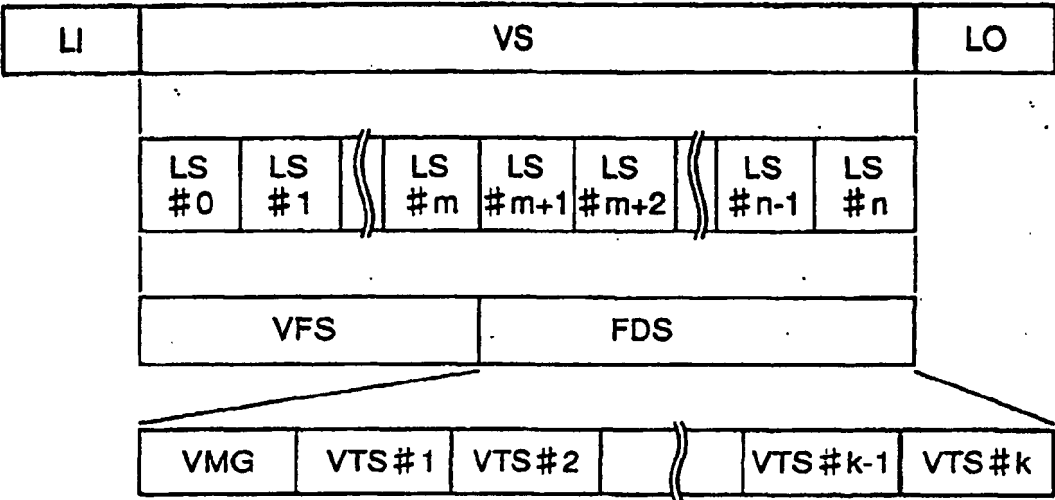 LI VS LO
LS LS LS LS LS LS LS
#0 #1 #m #m+1 #m+2 #n-1 #n
VFS FDS
VMG VTS#1 VTS#2 VTS#k-1 VTS#k